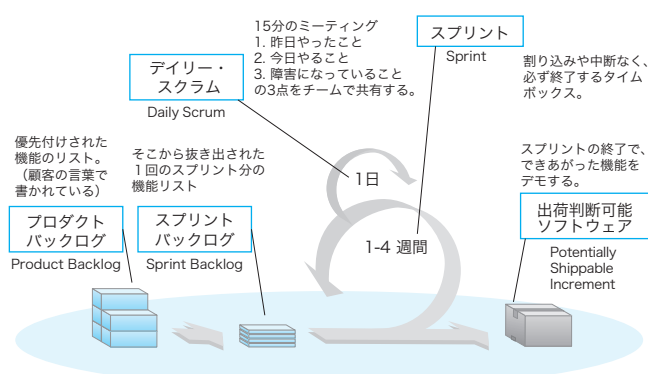 15分のミーティング
1. 昨日やったこと
2. 今日やること
3. 障害になっていること
の3点をチームで共有する。
スプリント
Sprint
割り込みや中断なく、
必ず終了するタイム
ボックス。
デイリー・
スクラム
Daily Scrum
優先付けされた
機能のリスト。
（顧客の言葉で
書かれている）
そこから抜き出された
１回のスプリント分の
機能リスト
1日
スプリントの終了で、
できあがった機能を
デモする。
プロダクト
バックログ
Product Backlog
スプリント
バックログ
Sprint Backlog
1-4 週間
出荷判断可能
ソフトウェア
Potentially
Shippable
Increment